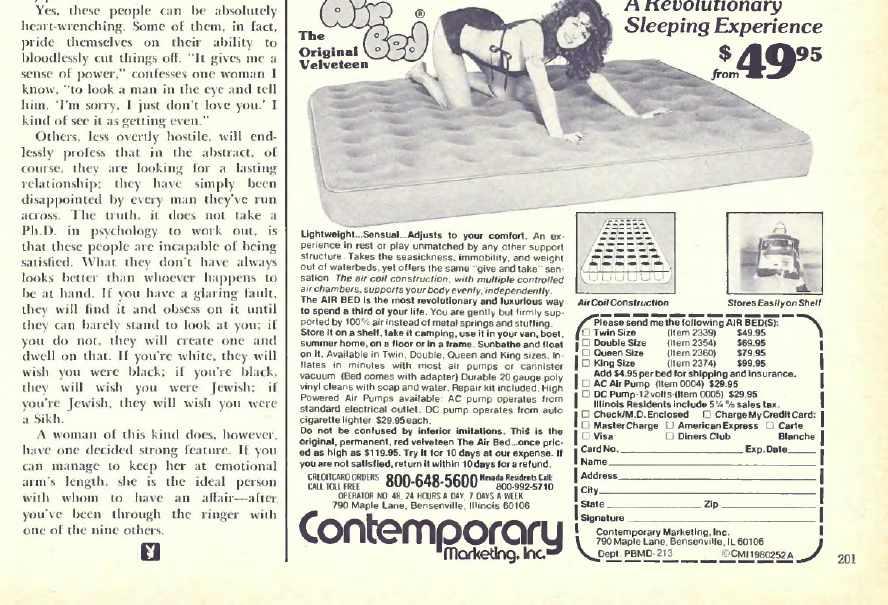 Yes, these people can be absolutely
heart-wrenching. Some of them, in fact,
pride themselves on their ability to
bloodlessly cut things off. "It gives me a
sense of power," confesses one woman I
know, "to look a man in the eye and tell
him. 'I'm sorry, I just don't love you.' I
kind of see it as getting even."
Others, less overtly hostile, will end-
lessly profess that in the abstract, of
course, they are looking for a lasting
relationship; they have simply been
disappointed by every man they've run
across. The truth, it does not take a
Ph.D. in psychology to work out, is
that these people are incapable of being
satisfied. What they don't have always
looks better than whoever happens to
be at hand. If you have a glaring fault,
they will find it and obsess on it until
they can barely stand to look at you; if
you do not, they will create one and
dwell on that. If you're white, they will
wish you were black; if you're black,
they will wish you were Jewish; if
you're Jewish, they will wish you were
a Sikh.
A woman of this kind does, however,
have one decided strong feature. If you
can manage to keep her at emotional
arm's length, she is the ideal person
with whom to have an affair—after
you've been through the ringer with
one of the nine others.
Air
Bed ®
The
Original
Velveteen
A Revolutionary
Sleeping Experience
$
from 49 95
Lightweight...Sensual...Adjusts to your comfort. An ex-
perience in rest or play unmatched by any other support
structure. Takes the seasickness, immobility, and weight
out of waterbeds, yet offers the same "give and take" sen-
sation. The air coil construction, with multiple controlled
air chambers, supports your body evenly, independently.
The AIR BED is the most revolutionary and luxurious way
to spend a third of your life. You are gently but firmly sup-
ported by 100% air instead of metal springs and stuffing.
Store it on a shelf, take it camping, use it in your van, boat,
summer home, on a floor or in a frame. Sunbathe and float
on it. Available in Twin, Double, Queen and King sizes. In-
flates in minutes with most air pumps or cannister
vacuum (Bed comes with adapter) Durable 20 gauge poly
vinyl cleans with soap and water. Repair kit included. High
Powered Air Pumps available: AC pump operates from
standard electrical outlet. DC pump operates from auto
cigarette lighter $29.95 each.
Do not be confused by inferior imitations. This is the
original, permanent, red velveteen The Air Bed...once pric-
ed as high as $119.95. Try it for 10 days at our expense. If
you are not satisfied, return it within 10 days for a refund.
CREDIT CARD ORDERS
CALL TOLL FREE 800-648-5600 Nevada Residents Call:
800-992-5710
OPERATOR NO. 48, 24 HOURS A DAY, 7 DAYS A WEEK
790 Maple Lane, Bensenville, Illinois 60106
Contemporary
Marketing, Inc.
Air Coil Construction
Stores Easily on Shelf
Please send me the following AIR BED(S):
Twin Size (Item 2339) $49.95
Double Size (Item 2354) $69.95
Queen Size (Item 2360) $79.95
King Size (Item 2374) $99.95
Add $4.95 per bed for shipping and insurance.
AC Air Pump (Item 0004) $29.95
DC Pump-12 volts-(Item 0005) $29.95
Illinois Residents include 5¼% sales tax.
Check/M.D. Enclosed Charge My Credit Card:
Master Charge American Express Carte
Visa Diners Club Blanche
Card No. Exp. Date
Name
Address
City
State Zip
Signature
Contemporary Marketing, Inc.
790 Maple Lane, Bensenville, IL 60106
Dept. PBMD-213 ©CMI 1980252A
201